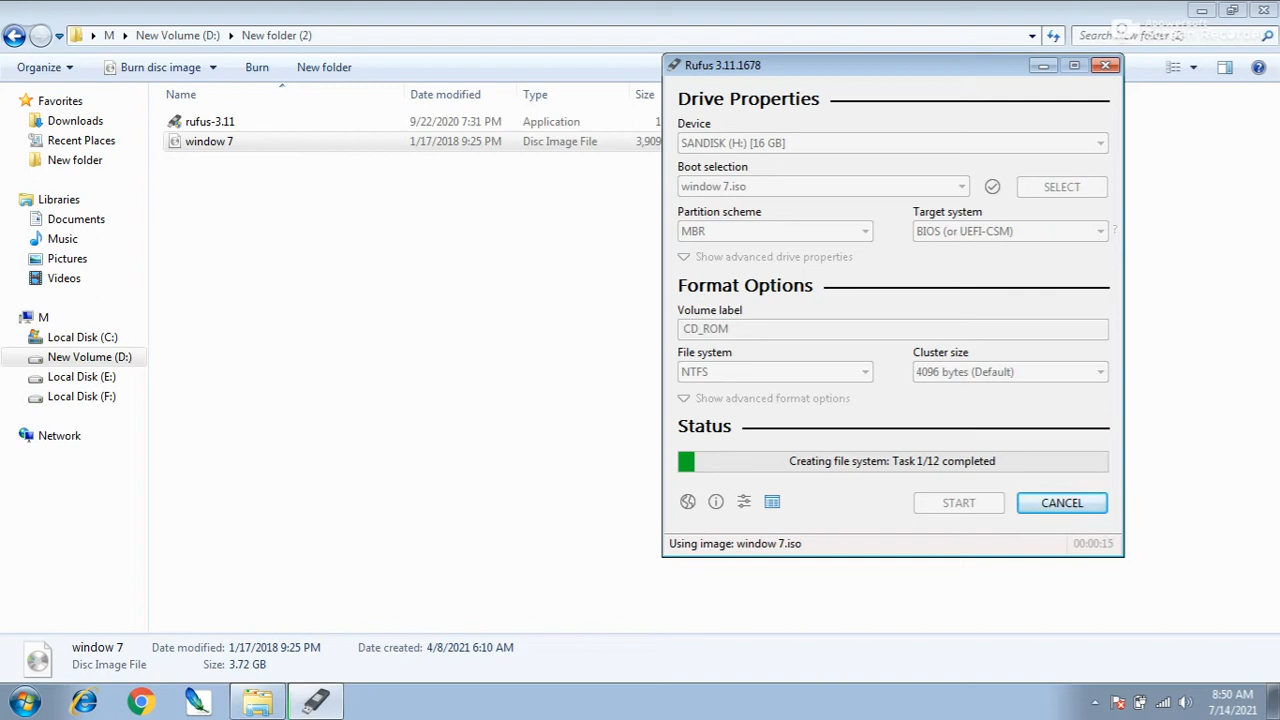 M
New Volume (D:)
New folder (2)
Search New folder (2)
Organize
Burn disc image
Burn
New folder
Name
Date modified
Type
Size
Favorites
Downloads
Recent Places
New folder
Libraries
Documents
Music
Pictures
Videos
M
Local Disk (C:)
New Volume (D:)
Local Disk (E:)
Local Disk (F:)
Network
rufus-3.11
9/22/2020 7:31 PM
Application
1
window 7
1/17/2018 9:25 PM
Disc Image File
3,909
Rufus 3.11.1678
Drive Properties
Device
SANDISK (H:) [16 GB]
Boot selection
window 7.iso
SELECT
Partition scheme
Target system
MBR
BIOS (or UEFI-CSM)
?
Show advanced drive properties
Format Options
Volume label
CD_ROM
File system
Cluster size
NTFS
4096 bytes (Default)
Show advanced format options
Status
Creating file system: Task 1/12 completed
START
CANCEL
Using image: window 7.iso
00:00:15
window 7
Date modified: 1/17/2018 9:25 PM
Date created: 4/8/2021 6:10 AM
Disc Image File
Size: 3.72 GB
8:50 AM
7/14/2021